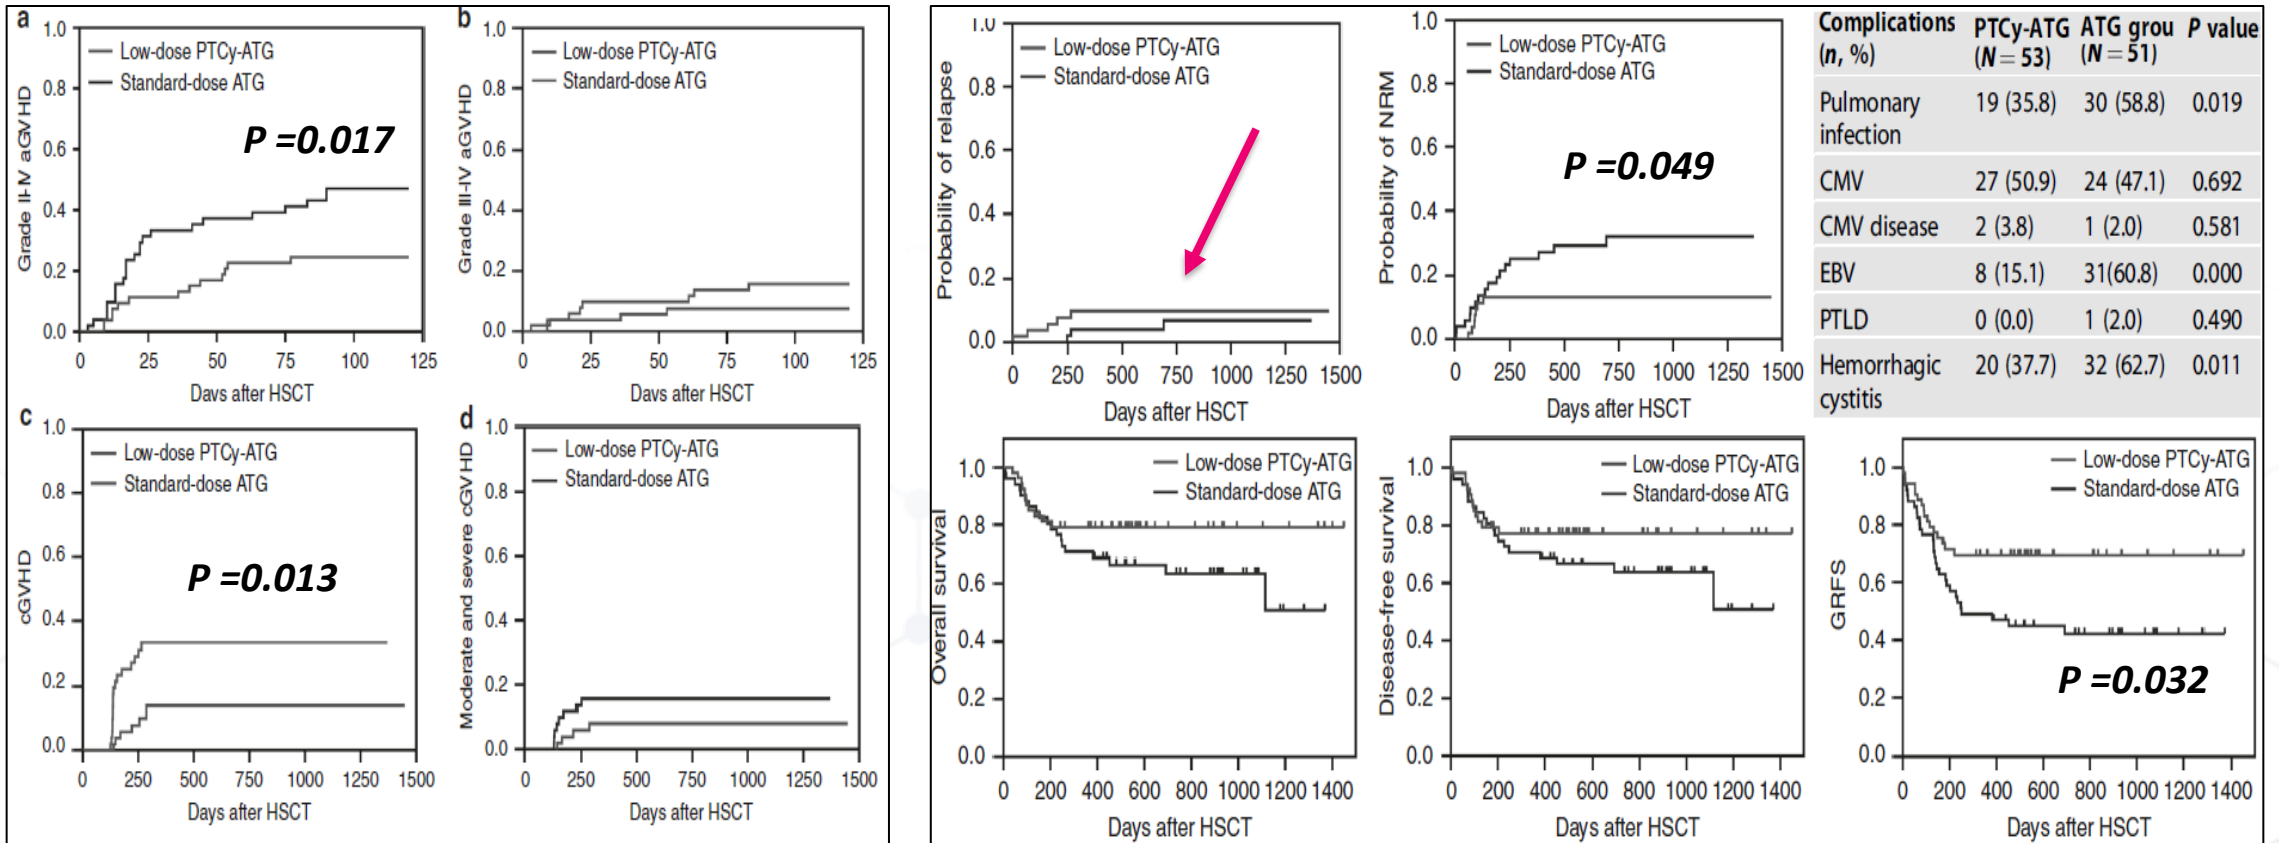 a
1.0
0.8
0.6
0.4
0.2
0.0
Grade II-IV aGVHD
Low-dose PTCy-ATG
Standard-dose ATG
P =0.017
0 25 50 75 100 125
Days after HSCT
b
1.0
0.8
0.6
0.4
0.2
0.0
Grade III-IV aGVHD
Low-dose PTCy-ATG
Standard-dose ATG
0 25 50 75 100 125
Days after HSCT
c
1.0
0.8
0.6
0.4
0.2
0.0
cGVHD
Low-dose PTCy-ATG
Standard-dose ATG
P =0.013
0 250 500 750 1000 1250 1500
Days after HSCT
d
1.0
0.8
0.6
0.4
0.2
0.0
Moderate and severe cGVHD
Low-dose PTCy-ATG
Standard-dose ATG
0 250 500 750 1000 1250 1500
Days after HSCT
1.0
0.8
0.6
0.4
0.2
0.0
Probability of relapse
Low-dose PTCy-ATG
Standard-dose ATG
0 250 500 750 1000 1250 1500
Days after HSCT
1.0
0.8
0.6
0.4
0.2
0.0
Probability of NRM
Low-dose PTCy-ATG
Standard-dose ATG
P =0.049
0 250 500 750 1000 1250 1500
Days after HSCT
Complications PTCy-ATG ATG grou P value
(n, %) (N = 53) (N = 51)
Pulmonary 19 (35.8) 30 (58.8) 0.019
infection
CMV 27 (50.9) 24 (47.1) 0.692
CMV disease 2 (3.8) 1 (2.0) 0.581
EBV 8 (15.1) 31(60.8) 0.000
PTLD 0 (0.0) 1 (2.0) 0.490
Hemorrhagic 20 (37.7) 32 (62.7) 0.011
cystitis
1.0
0.8
0.6
0.4
0.2
0.0
Overall survival
Low-dose PTCy-ATG
Standard-dose ATG
0 200 400 600 800 1000 1200 1400
Days after HSCT
1.0
0.8
0.6
0.4
0.2
0.0
Disease-free survival
Low-dose PTCy-ATG
Standard-dose ATG
0 200 400 600 800 1000 1200 1400
Days after HSCT
1.0
0.8
0.6
0.4
0.2
0.0
GRFS
Low-dose PTCy-ATG
Standard-dose ATG
P =0.032
0 200 400 600 800 1000 1200 1400
Days after HSCT